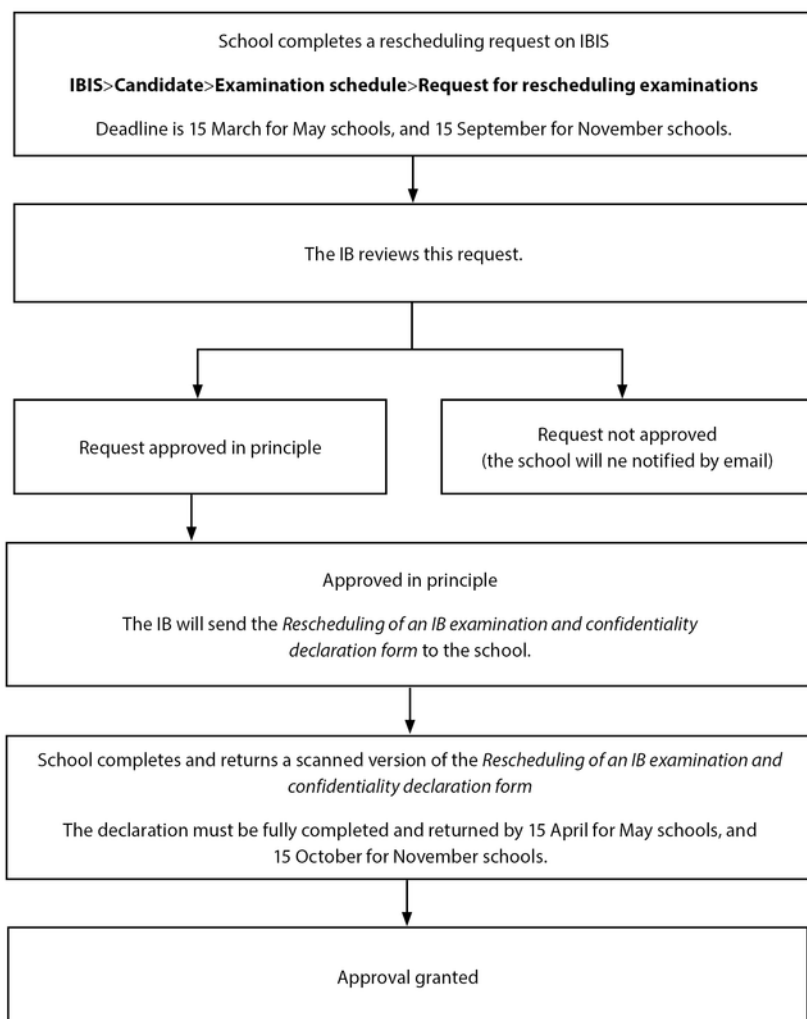 School completes a rescheduling request on IBIS
IBIS>Candidate>Examination schedule>Request for rescheduling examinations
Deadline is 15 March for May schools, and 15 September for November schools.
The IB reviews this request.
Request approved in principle
Request not approved
(the school will ne notified by email)
Approved in principle
The IB will send the Rescheduling of an IB examination and confidentiality
declaration form to the school.
School completes and returns a scanned version of the Rescheduling of an IB examination and
confidentiality declaration form
The declaration must be fully completed and returned by 15 April for May schools, and
15 October for November schools.
Approval granted